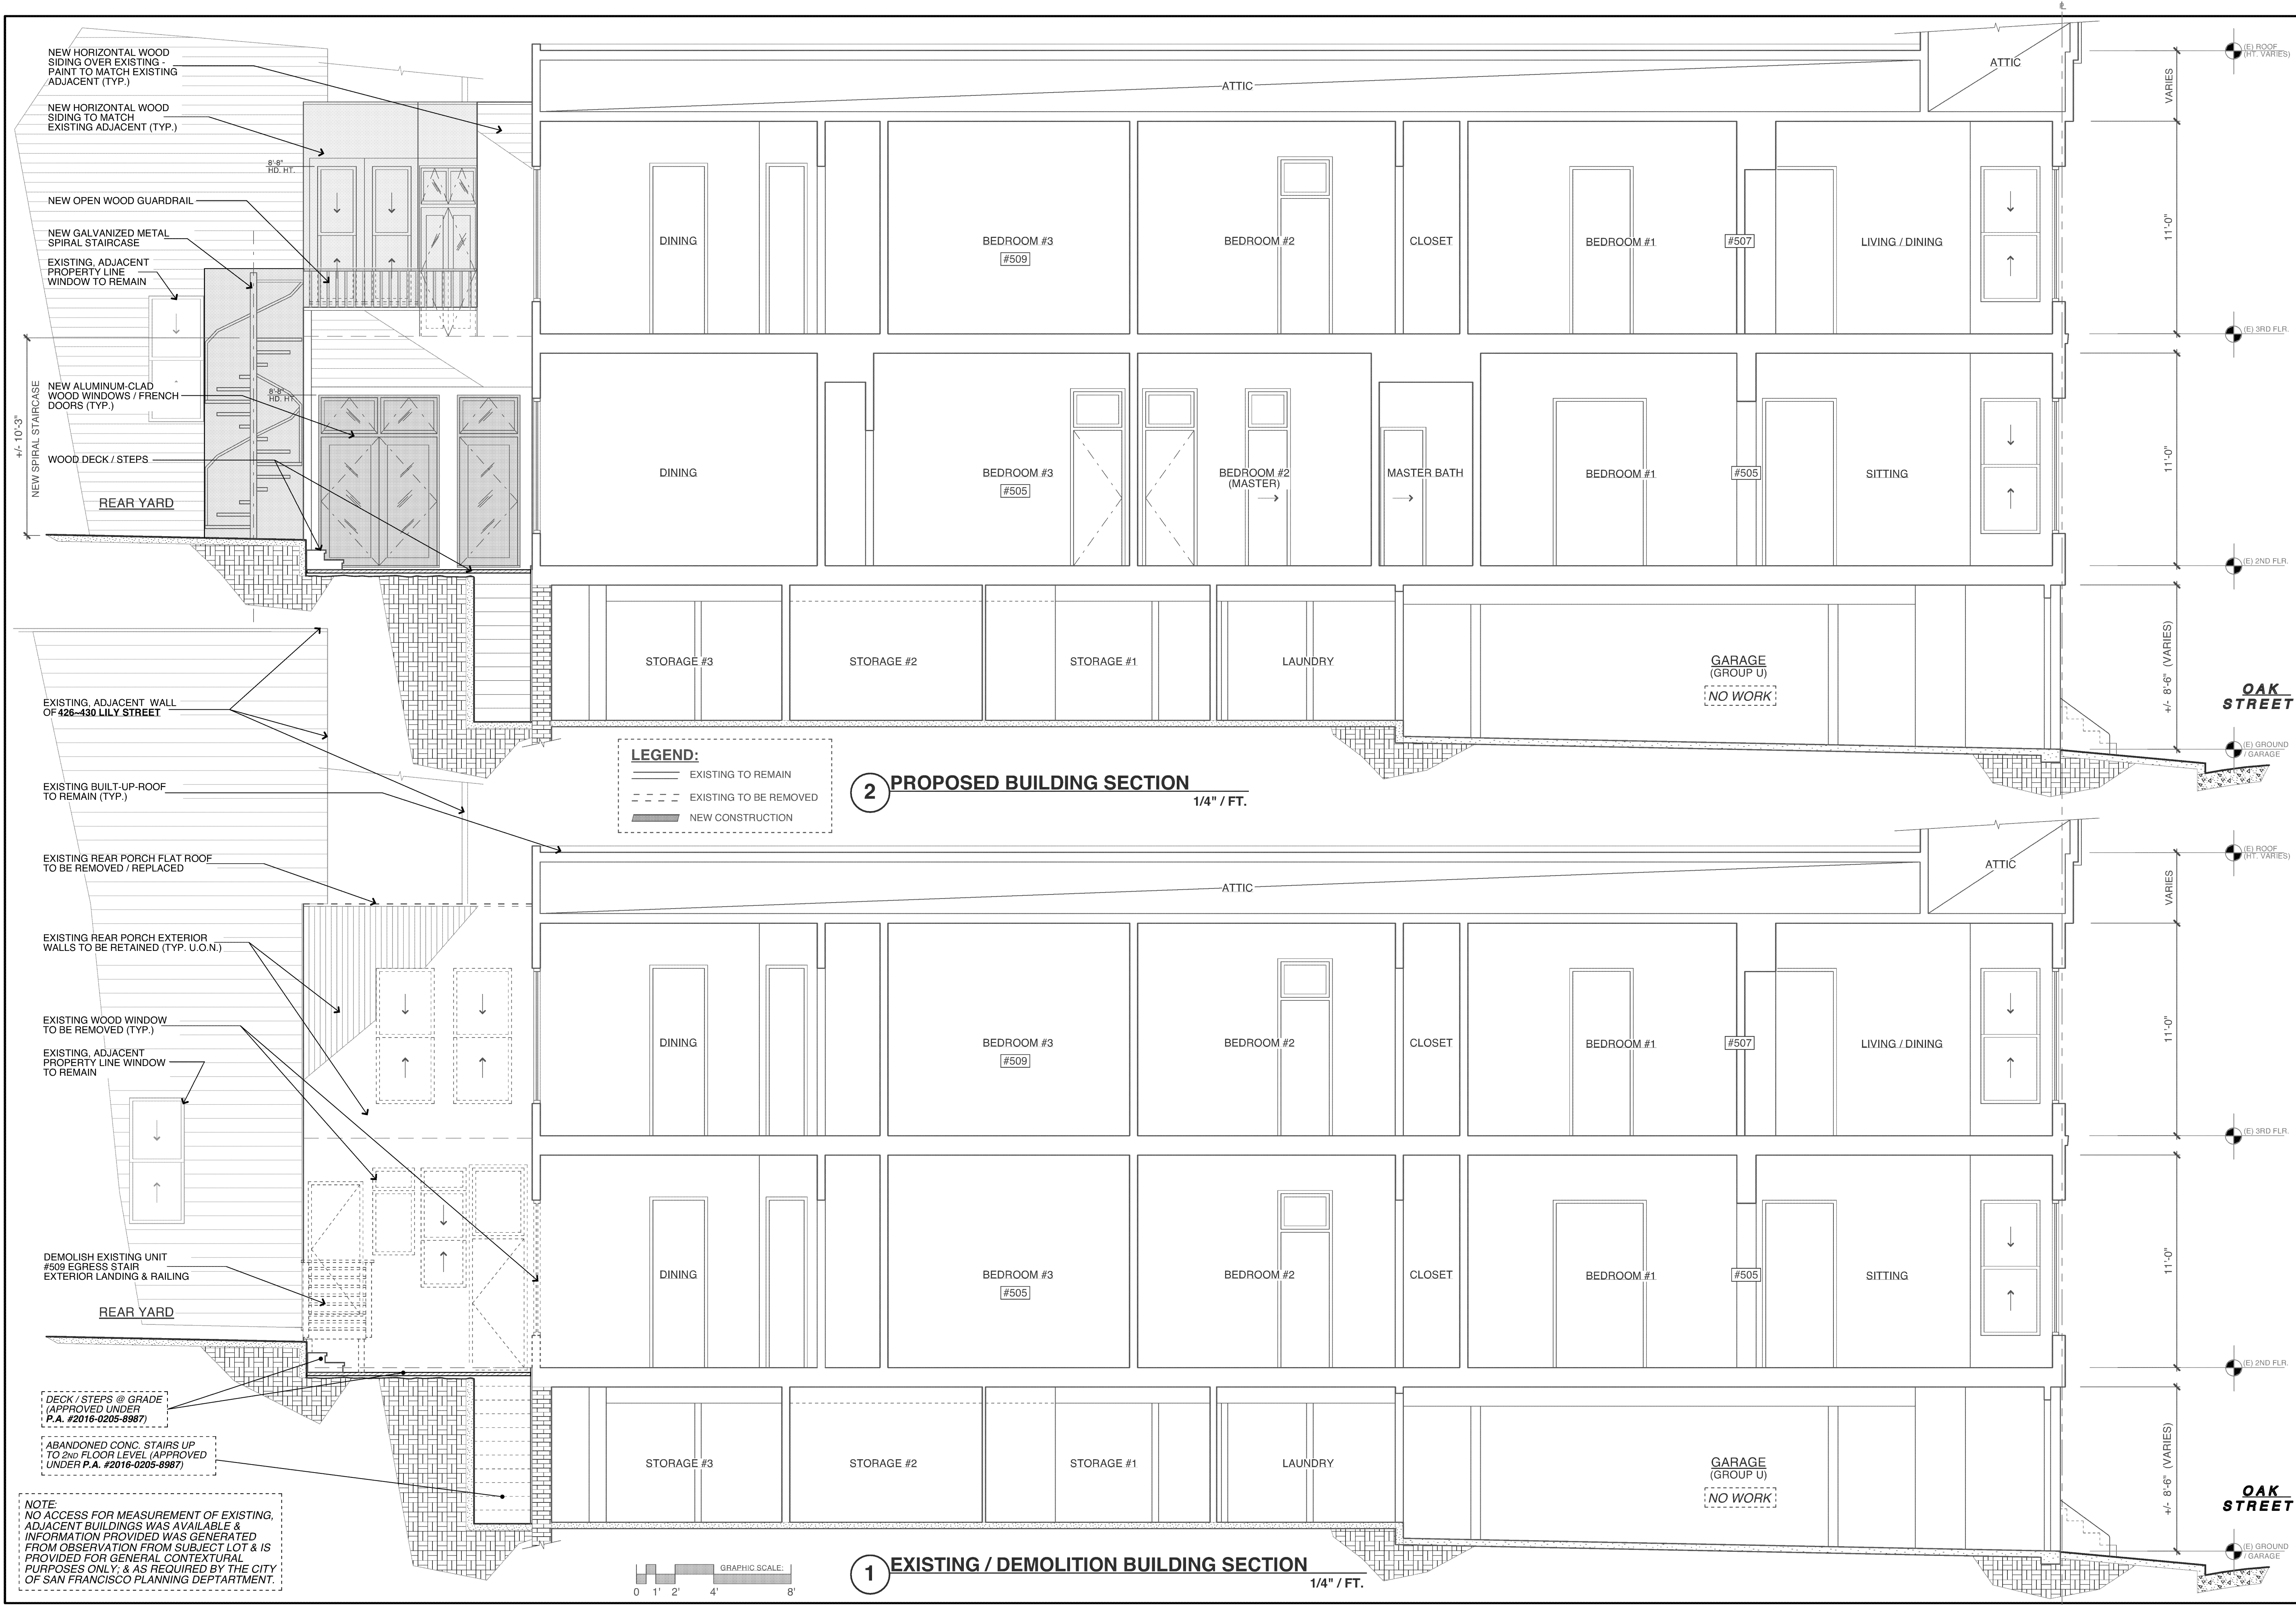 NEW HORIZONTAL WOOD
SIDING OVER EXISTING -
PAINT TO MATCH EXISTING
ADJACENT (TYP.)
NEW HORIZONTAL WOOD
SIDING TO MATCH
EXISTING ADJACENT (TYP.)
8'-8"
HD. HT.
NEW OPEN WOOD GUARDRAIL
NEW GALVANIZED METAL
SPIRAL STAIRCASE
EXISTING, ADJACENT
PROPERTY LINE
WINDOW TO REMAIN
NEW ALUMINUM-CLAD
WOOD WINDOWS / FRENCH
DOORS (TYP.)
8'-8"
HD. HT.
+/- 10'-3"
NEW SPIRAL STAIRCASE
WOOD DECK / STEPS
REAR YARD
ATTIC
ATTIC
DINING
BEDROOM #3
#509
BEDROOM #2
CLOSET
BEDROOM #1
#507
LIVING / DINING
DINING
BEDROOM #3
#505
BEDROOM #2
(MASTER)
MASTER BATH
BEDROOM #1
#505
SITTING
STORAGE #3
STORAGE #2
STORAGE #1
LAUNDRY
GARAGE
(GROUP U)
NO WORK
(E) ROOF
(HT. VARIES)
VARIES
11'-0"
(E) 3RD FLR.
11'-0"
(E) 2ND FLR.
+/- 8'-6" (VARIES)
OAK
STREET
(E) GROUND
/ GARAGE
LEGEND:
EXISTING TO REMAIN
EXISTING TO BE REMOVED
NEW CONSTRUCTION
2 PROPOSED BUILDING SECTION
1/4" / FT.
EXISTING, ADJACENT WALL
OF 426~430 LILY STREET
EXISTING BUILT-UP-ROOF
TO REMAIN (TYP.)
EXISTING REAR PORCH FLAT ROOF
TO BE REMOVED / REPLACED
EXISTING REAR PORCH EXTERIOR
WALLS TO BE RETAINED (TYP. U.O.N.)
EXISTING WOOD WINDOW
TO BE REMOVED (TYP.)
EXISTING, ADJACENT
PROPERTY LINE WINDOW
TO REMAIN
DEMOLISH EXISTING UNIT
#509 EGRESS STAIR
EXTERIOR LANDING & RAILING
REAR YARD
DECK / STEPS @ GRADE
(APPROVED UNDER
P.A. #2016-0205-8987)
ABANDONED CONC. STAIRS UP
TO 2ND FLOOR LEVEL (APPROVED
UNDER P.A. #2016-0205-8987)
NOTE:
NO ACCESS FOR MEASUREMENT OF EXISTING,
ADJACENT BUILDINGS WAS AVAILABLE &
INFORMATION PROVIDED WAS GENERATED
FROM OBSERVATION FROM SUBJECT LOT & IS
PROVIDED FOR GENERAL CONTEXTURAL
PURPOSES ONLY; & AS REQUIRED BY THE CITY
OF SAN FRANCISCO PLANNING DEPTARTMENT.
ATTIC
ATTIC
DINING
BEDROOM #3
#509
BEDROOM #2
CLOSET
BEDROOM #1
#507
LIVING / DINING
DINING
BEDROOM #3
#505
BEDROOM #2
CLOSET
BEDROOM #1
#505
SITTING
STORAGE #3
STORAGE #2
STORAGE #1
LAUNDRY
GARAGE
(GROUP U)
NO WORK
(E) ROOF
(HT. VARIES)
VARIES
11'-0"
(E) 3RD FLR.
11'-0"
(E) 2ND FLR.
+/- 8'-6" (VARIES)
OAK
STREET
(E) GROUND
/ GARAGE
GRAPHIC SCALE:
0 1' 2' 4' 8'
1 EXISTING / DEMOLITION BUILDING SECTION
1/4" / FT.